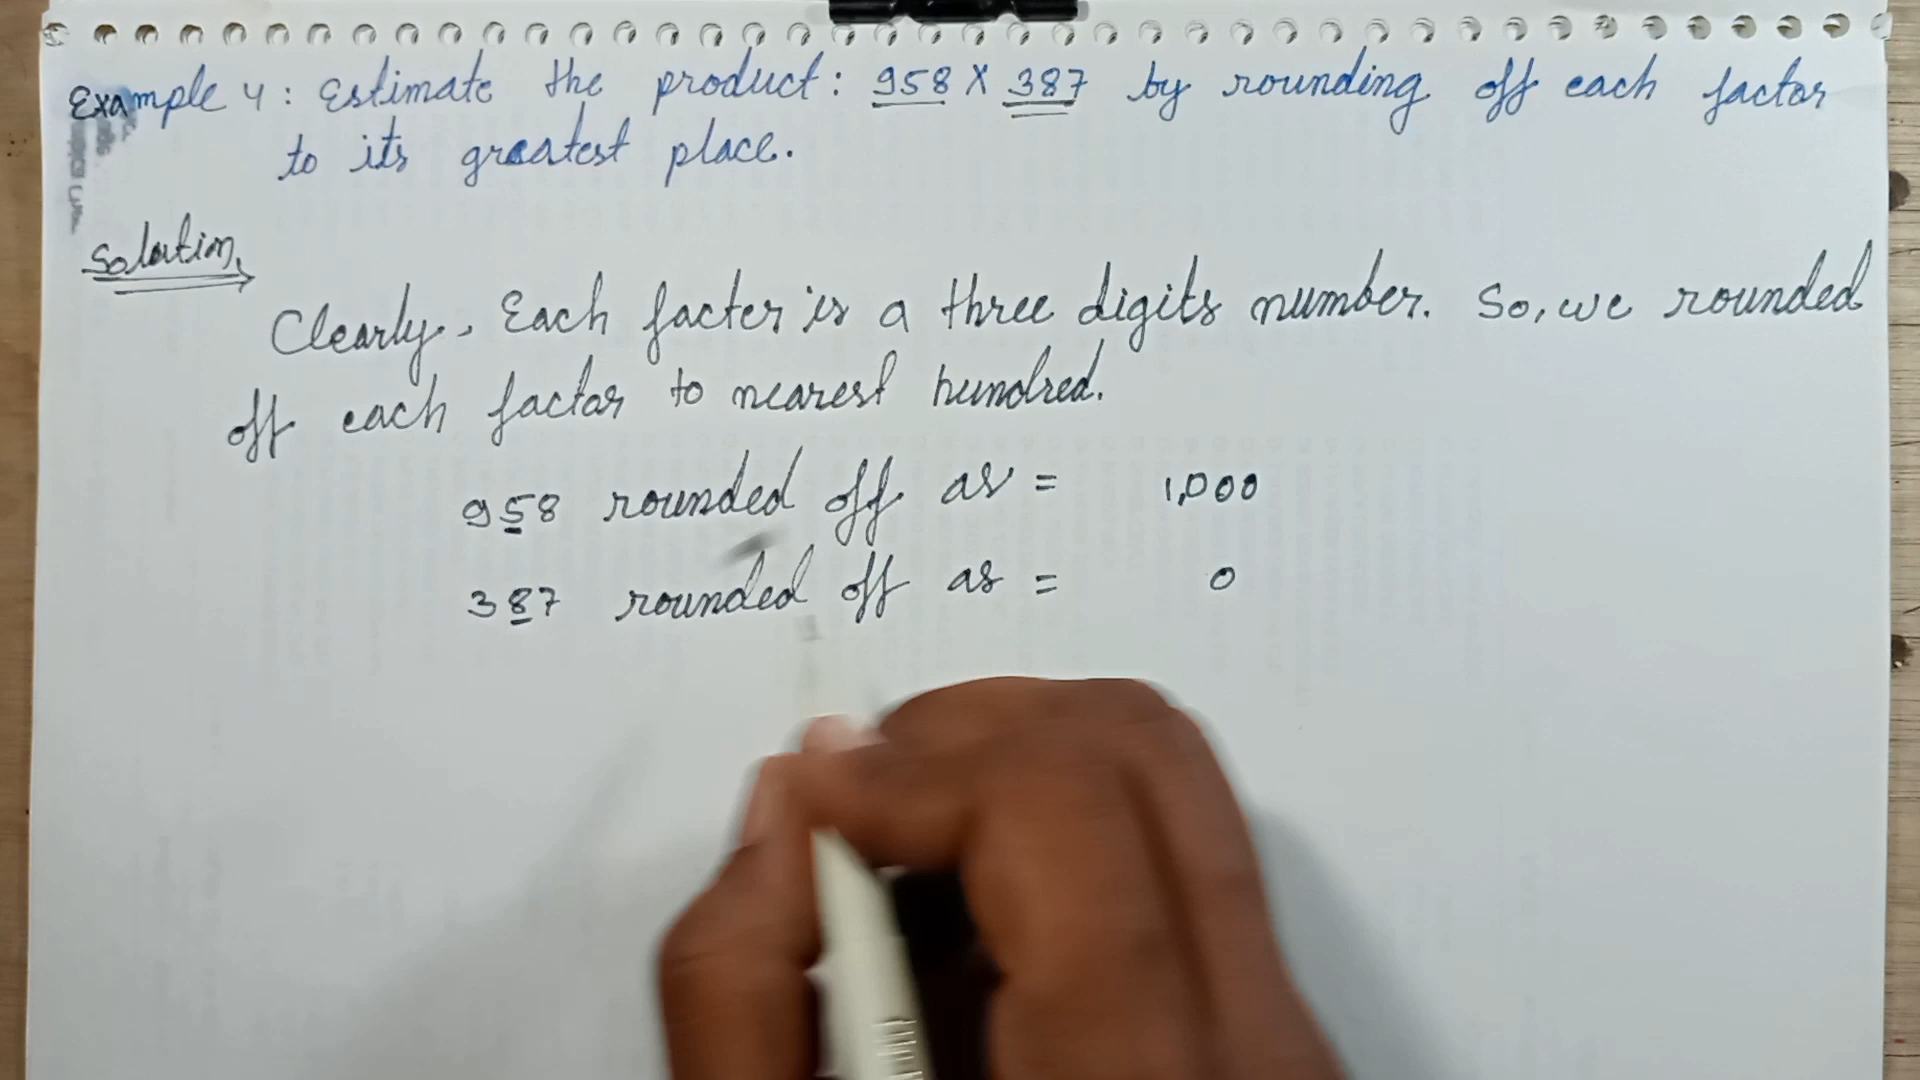 Example 4: Estimate the product: 958 X 387 by rounding off each factor
to its greatest place.
Solution,
Clearly, Each facter is a three digits number. So, we rounded
off each factor to nearest hundred.
958 rounded off as = 1,000
387 rounded off as = 0